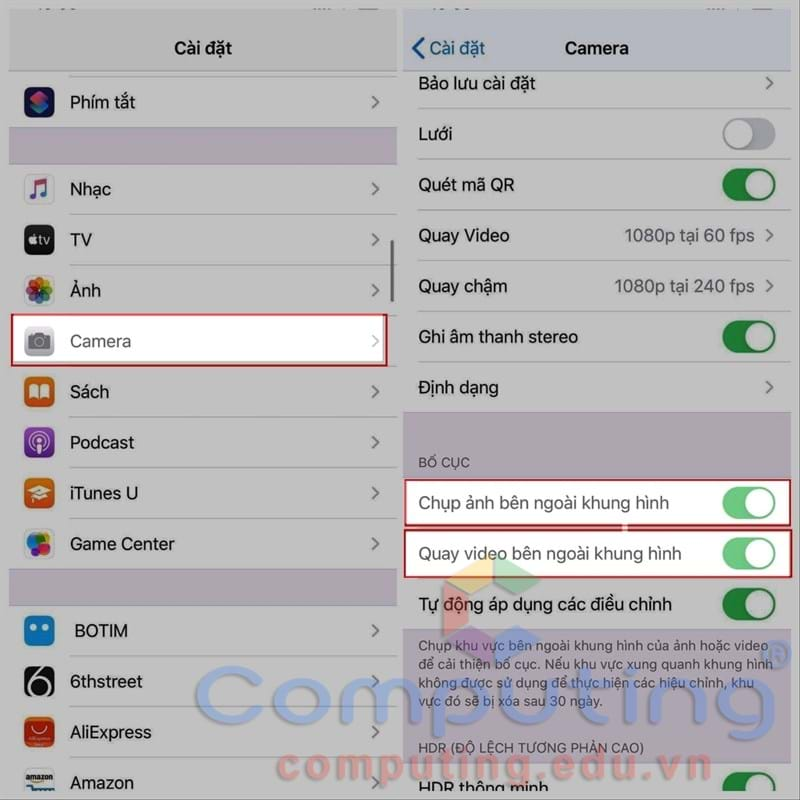 Cài đặt
Phím tắt
Nhạc
tv
TV
Ảnh
Camera
Sách
Podcast
iTunes U
Game Center
BOTIM
6
6thstreet
AliExpress
amazon
Amazon
Cài đặt
Camera
Bảo lưu cài đặt
Lưới
Quét mã QR
Quay Video 1080p tại 60 fps
Quay chậm 1080p tại 240 fps
Ghi âm thanh stereo
Định dạng
BỐ CỤC
Chụp ảnh bên ngoài khung hình
Quay video bên ngoài khung hình
Tự động áp dụng các điều chỉnh
Chụp khu vực bên ngoài khung hình của ảnh hoặc video
để cải thiện bố cục. Nếu khu vực xung quanh khung hình
không được sử dụng để thực hiện các hiệu chỉnh, khu
vực đó sẽ bị xóa sau 30 ngày.
HDR (ĐỘ LỆCH TƯƠNG PHẢN CAO)
HDR thông minh
Computing®
computing.edu.vn